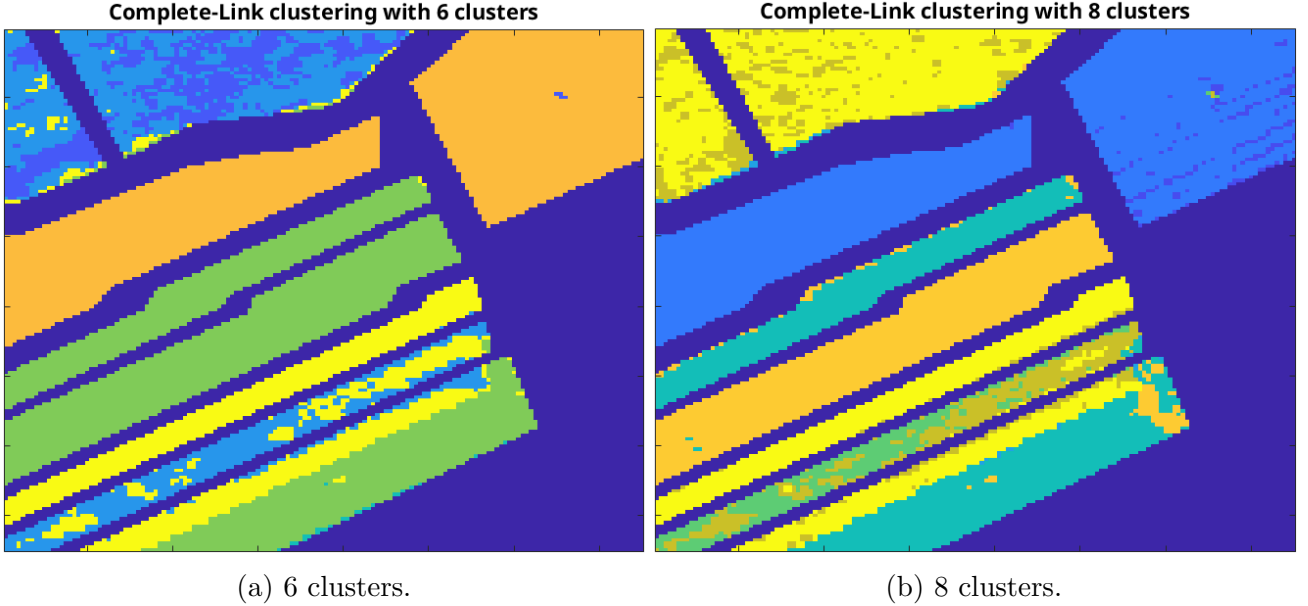 Complete-Link clustering with 6 clusters
Complete-Link clustering with 8 clusters
(a) 6 clusters.
(b) 8 clusters.